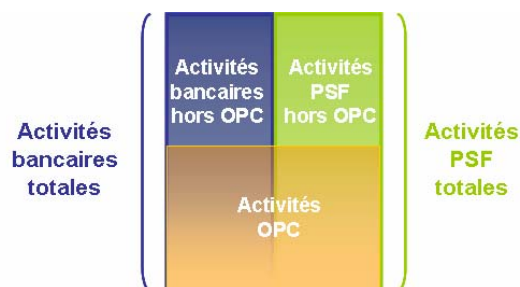 Activités
bancaires
totales
Activités
bancaires
hors OPC
Activités
PSF
hors OPC
Activités
OPC
Activités
PSF
totales